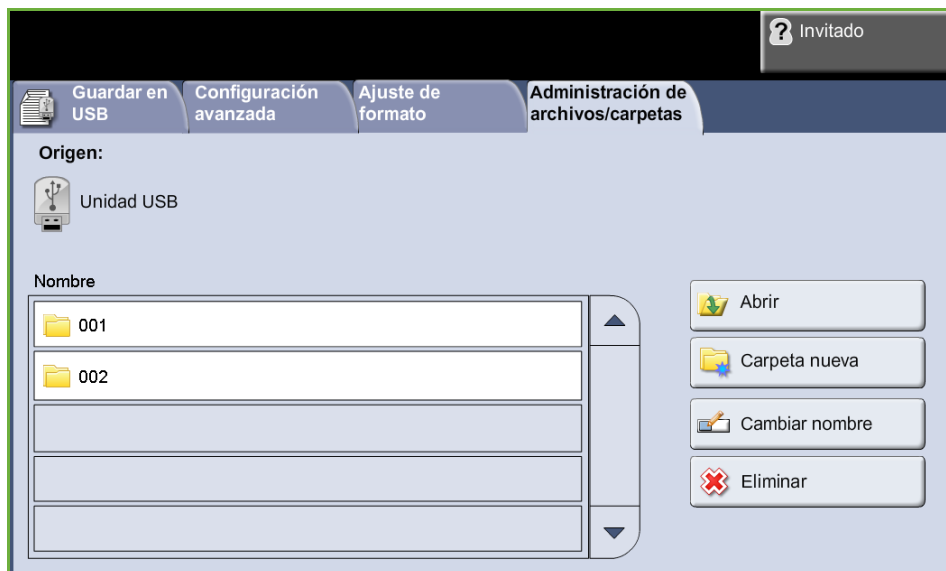 Invitado
Guardar en
USB
Configuración
avanzada
Ajuste de
formato
Administración de
archivos/carpetas
Origen:
Unidad USB
Nombre
001
002
Abrir
Carpeta nueva
Cambiar nombre
Eliminar